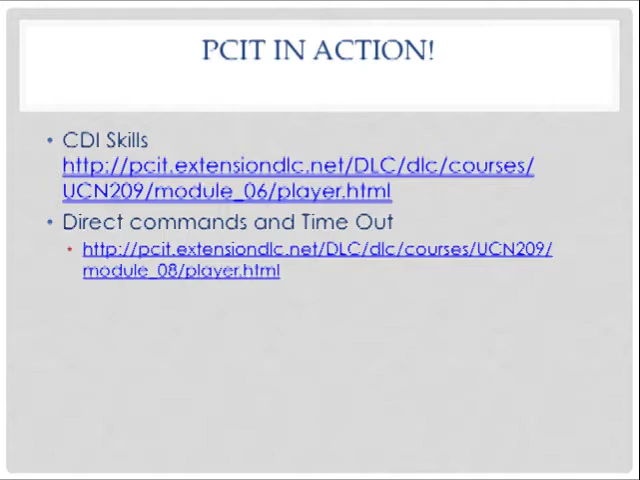 PCIT IN ACTION!
• CDI Skills
http://pcit.extensiondlc.net/DLC/dlc/courses/
UCN209/module_06/player.html
• Direct commands and Time Out
• http://pcit.extensiondlc.net/DLC/dlc/courses/UCN209/
module_08/player.html